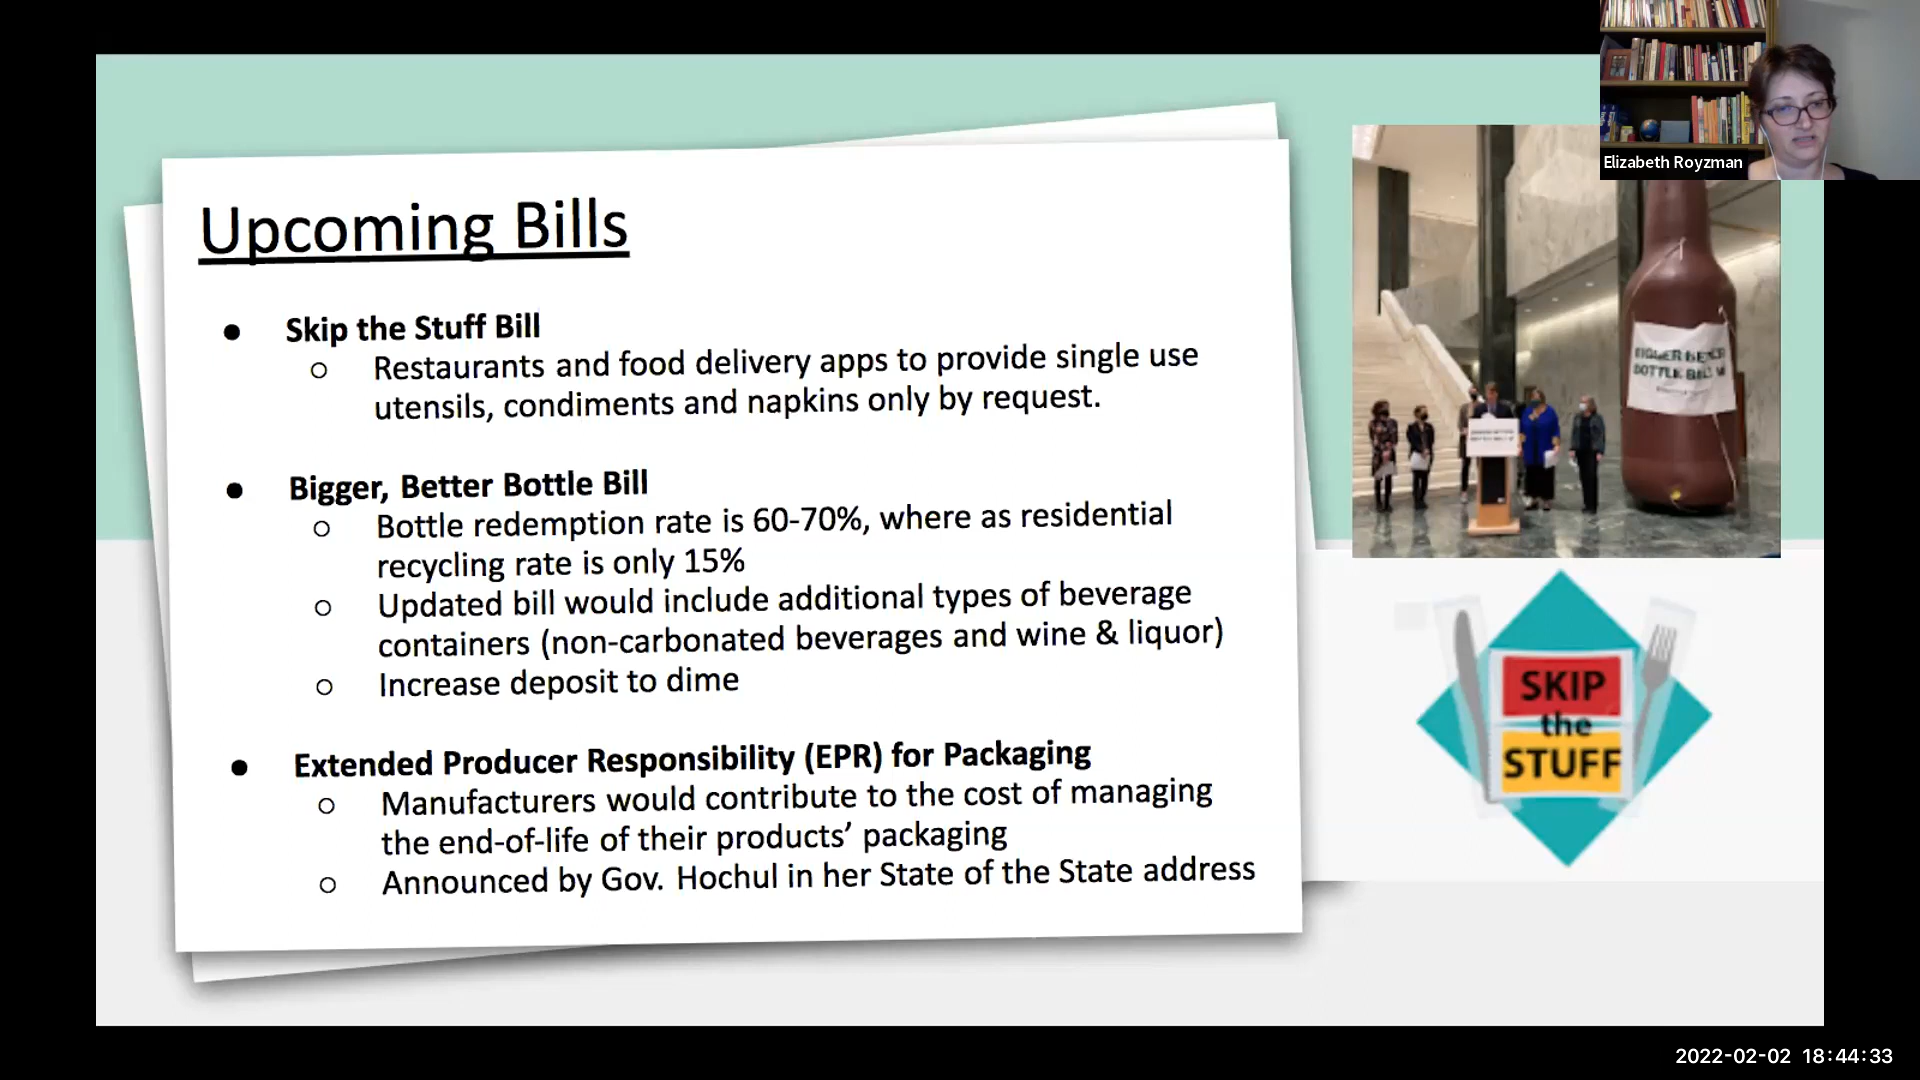 Elizabeth Royzman
Upcoming Bills
Skip the Stuff Bill
Restaurants and food delivery apps to provide single use
utensils, condiments and napkins only by request.
Bigger, Better Bottle Bill
Bottle redemption rate is 60-70%, where as residential
recycling rate is only 15%
Updated bill would include additional types of beverage
containers (non-carbonated beverages and wine & liquor)
Increase deposit to dime
Extended Producer Responsibility (EPR) for Packaging
Manufacturers would contribute to the cost of managing
the end-of-life of their products’ packaging
Announced by Gov. Hochul in her State of the State address
BIGGER BETTER
BOTTLE BILL
SKIP
the
STUFF
2022-02-02 18:44:33